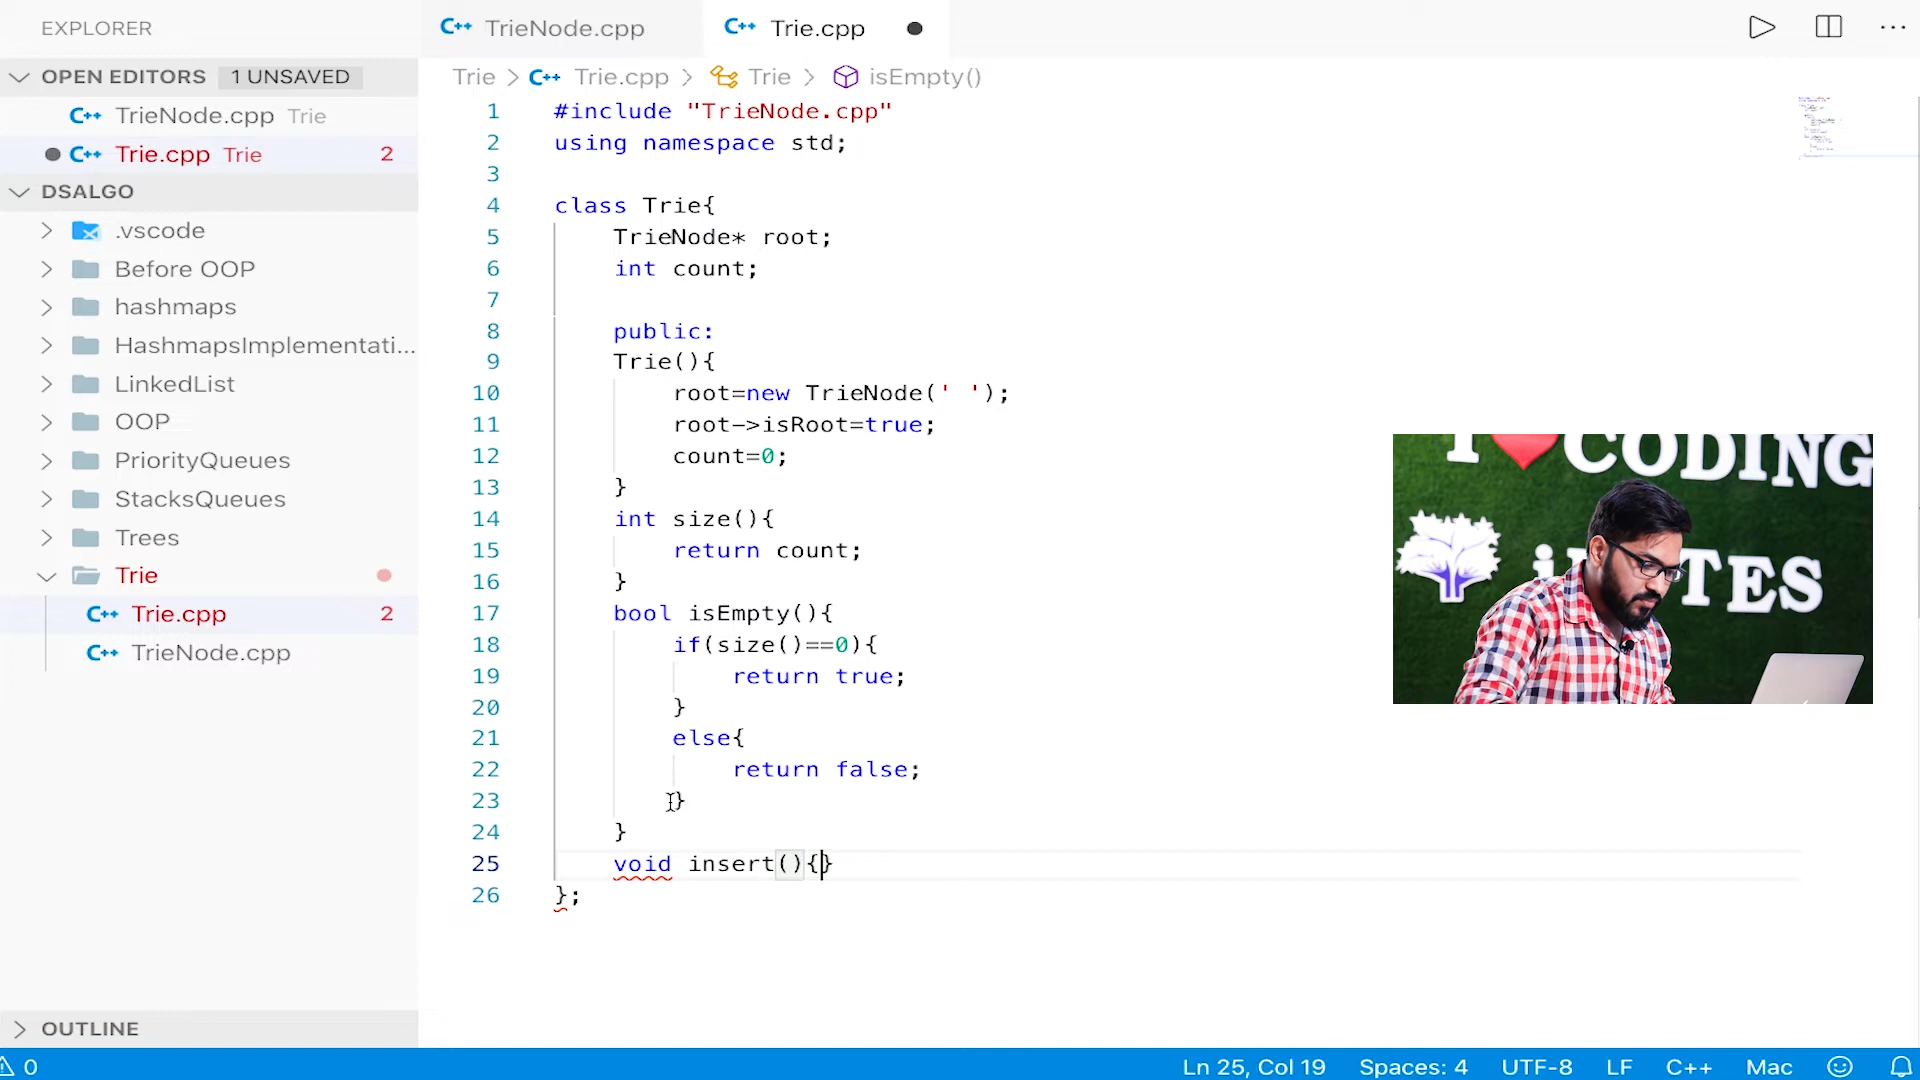 EXPLORER
OPEN EDITORS 1 UNSAVED
TrieNode.cpp Trie
Trie.cpp Trie 2
DSALGO
.vscode
Before OOP
hashmaps
HashmapsImplementati...
LinkedList
OOP
PriorityQueues
StacksQueues
Trees
Trie
Trie.cpp 2
TrieNode.cpp
OUTLINE
TrieNode.cpp Trie.cpp
Trie > Trie.cpp > Trie > isEmpty()
1 #include "TrieNode.cpp"
2 using namespace std;
3
4 class Trie{
5 TrieNode* root;
6 int count;
7
8 public:
9 Trie(){
10 root=new TrieNode(' ');
11 root->isRoot=true;
12 count=0;
13 }
14 int size(){
15 return count;
16 }
17 bool isEmpty(){
18 if(size()==0){
19 return true;
20 }
21 else{
22 return false;
23 }
24 }
25 void insert(){}
26 };
CODING
TES
0 Ln 25, Col 19 Spaces: 4 UTF-8 LF C++ Mac